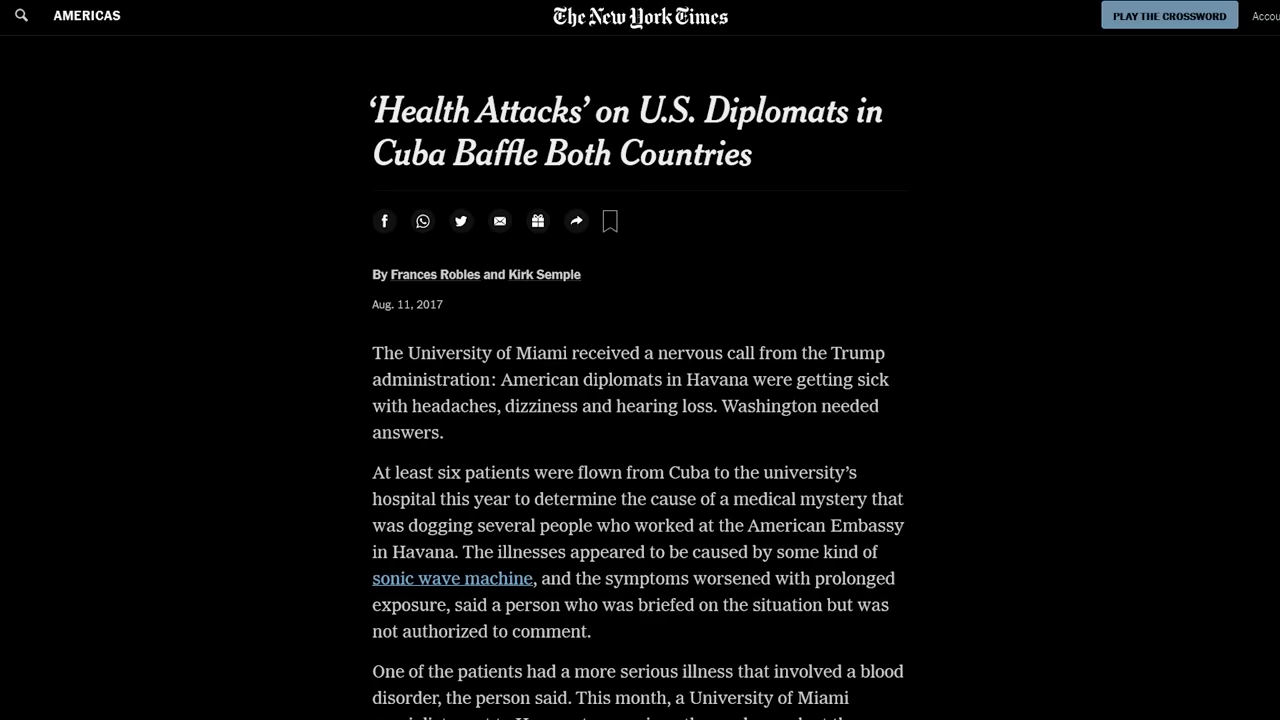 AMERICAS
The New York Times
PLAY THE CROSSWORD
‘Health Attacks’ on U.S. Diplomats in
Cuba Baffle Both Countries
By Frances Robles and Kirk Semple
Aug. 11, 2017
The University of Miami received a nervous call from the Trump
administration: American diplomats in Havana were getting sick
with headaches, dizziness and hearing loss. Washington needed
answers.
At least six patients were flown from Cuba to the university’s
hospital this year to determine the cause of a medical mystery that
was dogging several people who worked at the American Embassy
in Havana. The illnesses appeared to be caused by some kind of
sonic wave machine, and the symptoms worsened with prolonged
exposure, said a person who was briefed on the situation but was
not authorized to comment.
One of the patients had a more serious illness that involved a blood
disorder, the person said. This month, a University of Miami